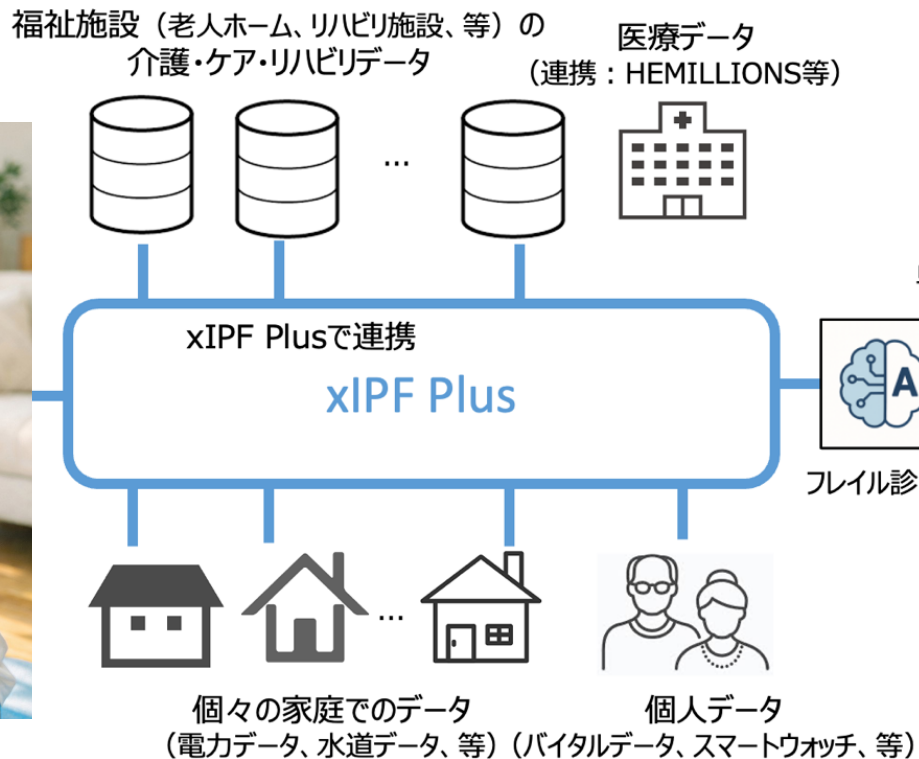 福祉施設（老人ホーム、リハビリ施設、等）の
介護・ケア・リハビリデータ
医療データ
（連携：HEMILLIONS等）
…
xIPF Plusで連携
xIPF Plus
A
フレイル診
…
個々の家庭でのデータ
（電力データ、水道データ、等）
個人データ
（バイタルデータ、スマートウォッチ、等）